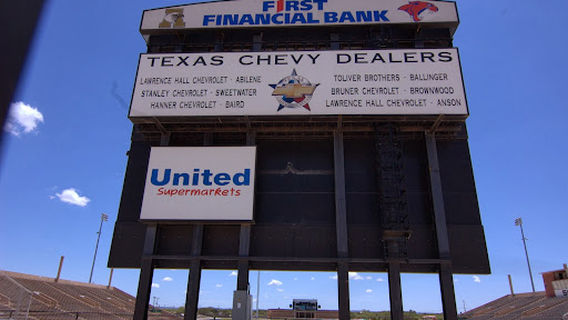 First
Financial Bank
Texas Chevy Dealers
Lawrence Hall Chevrolet - Abilene
Stanley Chevrolet - Sweetwater
Hanner Chevrolet - Baird
Toliver Brothers - Ballinger
Bruner Chevrolet - Brownwood
Lawrence Hall Chevrolet - Anson
United
Supermarkets